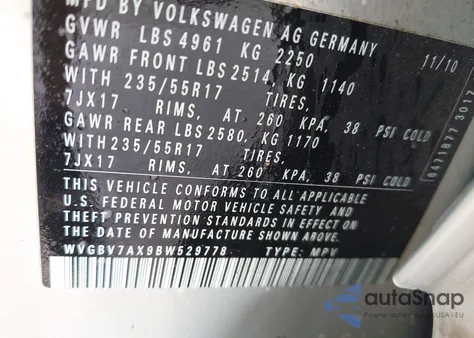 MFD BY VOLKSWAGEN AG GERMANY
GVWR LBS 4961 KG 2250 11/10
GAWR FRONT LBS 2514, KG 1140
WITH 235/55R17 TIRES,
7JX17 RIMS, AT 260 KPA, 38 PSI COLD
GAWR REAR LBS 2580, KG 1170
WITH 235/55R17 TIRES,
7JX17 RIMS, AT 260 KPA, 38 PSI COLD
THIS VEHICLE CONFORMS TO ALL APPLICABLE
U.S. FEDERAL MOTOR VEHICLE SAFETY AND
THEFT PREVENTION STANDARDS IN EFFECT ON
THE DATE OF MANUFACTURE SHOWN ABOVE.
WVGBV7AX9BW529778 TYPE: MPV
autoSnap